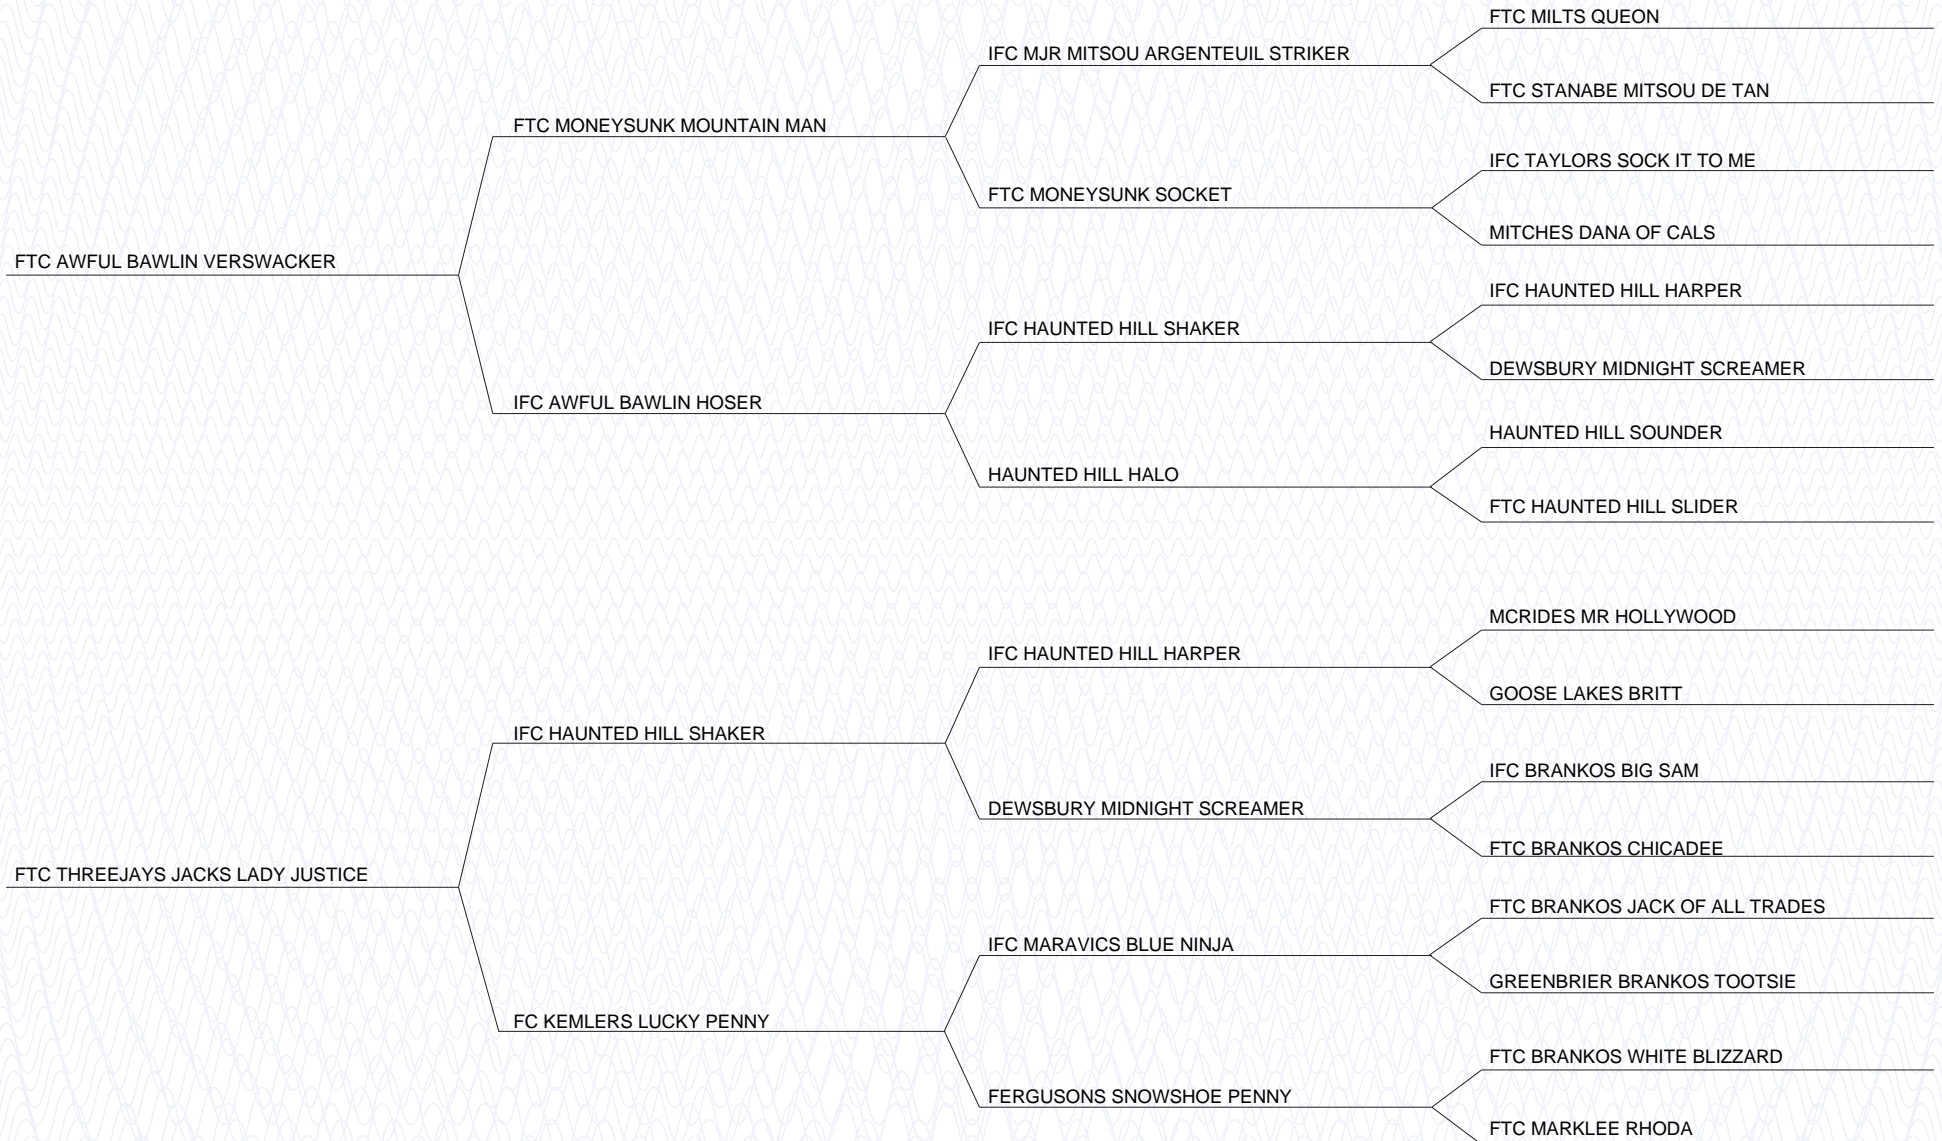 FTC MILTS QUEON
IFC MJR MITSOU ARGENTEUIL STRIKER
FTC STANABE MITSOU DE TAN
FTC MONEYSUNK MOUNTAIN MAN
IFC TAYLORS SOCK IT TO ME
FTC MONEYSUNK SOCKET
MITCHES DANA OF CALS
FTC AWFUL BAWLIN VERSWACKER
IFC HAUNTED HILL HARPER
IFC HAUNTED HILL SHAKER
DEWSBURY MIDNIGHT SCREAMER
IFC AWFUL BAWLIN HOSER
HAUNTED HILL SOUNDER
HAUNTED HILL HALO
FTC HAUNTED HILL SLIDER
MCRIDES MR HOLLYWOOD
IFC HAUNTED HILL HARPER
GOOSE LAKES BRITT
IFC HAUNTED HILL SHAKER
IFC BRANKOS BIG SAM
DEWSBURY MIDNIGHT SCREAMER
FTC BRANKOS CHICADEE
FTC THREEJAYS JACKS LADY JUSTICE
FTC BRANKOS JACK OF ALL TRADES
IFC MARAVICS BLUE NINJA
GREENBRIER BRANKOS TOOTSIE
FC KEMLERS LUCKY PENNY
FTC BRANKOS WHITE BLIZZARD
FERGUSONS SNOWSHOE PENNY
FTC MARKLEE RHODA